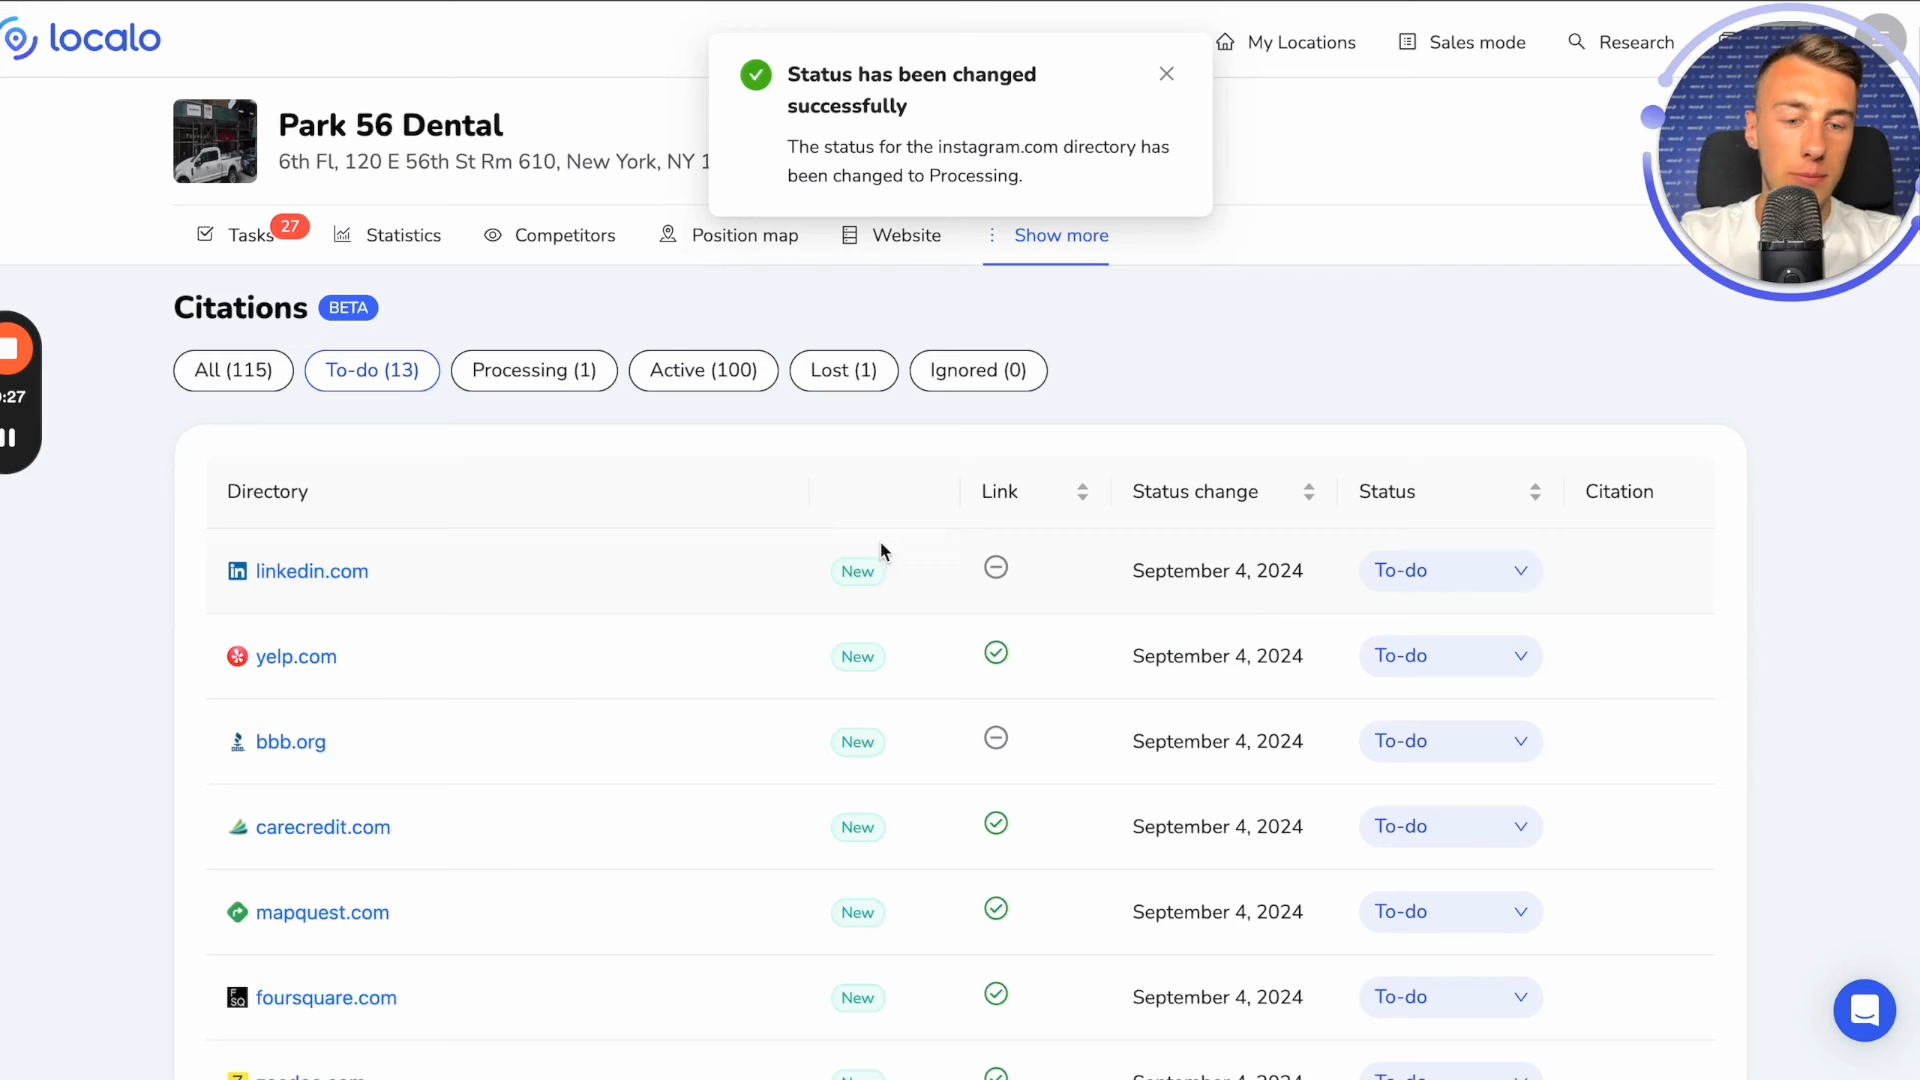 localo
Status has been changed
successfully
The status for the instagram.com directory has
been changed to Processing.
My Locations
Sales mode
Research
Park 56 Dental
6th Fl, 120 E 56th St Rm 610, New York, NY 1
Tasks 27
Statistics
Competitors
Position map
Website
Show more
Citations BETA
All (115)
To-do (13)
Processing (1)
Active (100)
Lost (1)
Ignored (0)
:27
Directory Link Status change Status Citation
linkedin.com New September 4, 2024 To-do
yelp.com New September 4, 2024 To-do
bbb.org New September 4, 2024 To-do
carecredit.com New September 4, 2024 To-do
mapquest.com New September 4, 2024 To-do
foursquare.com New September 4, 2024 To-do